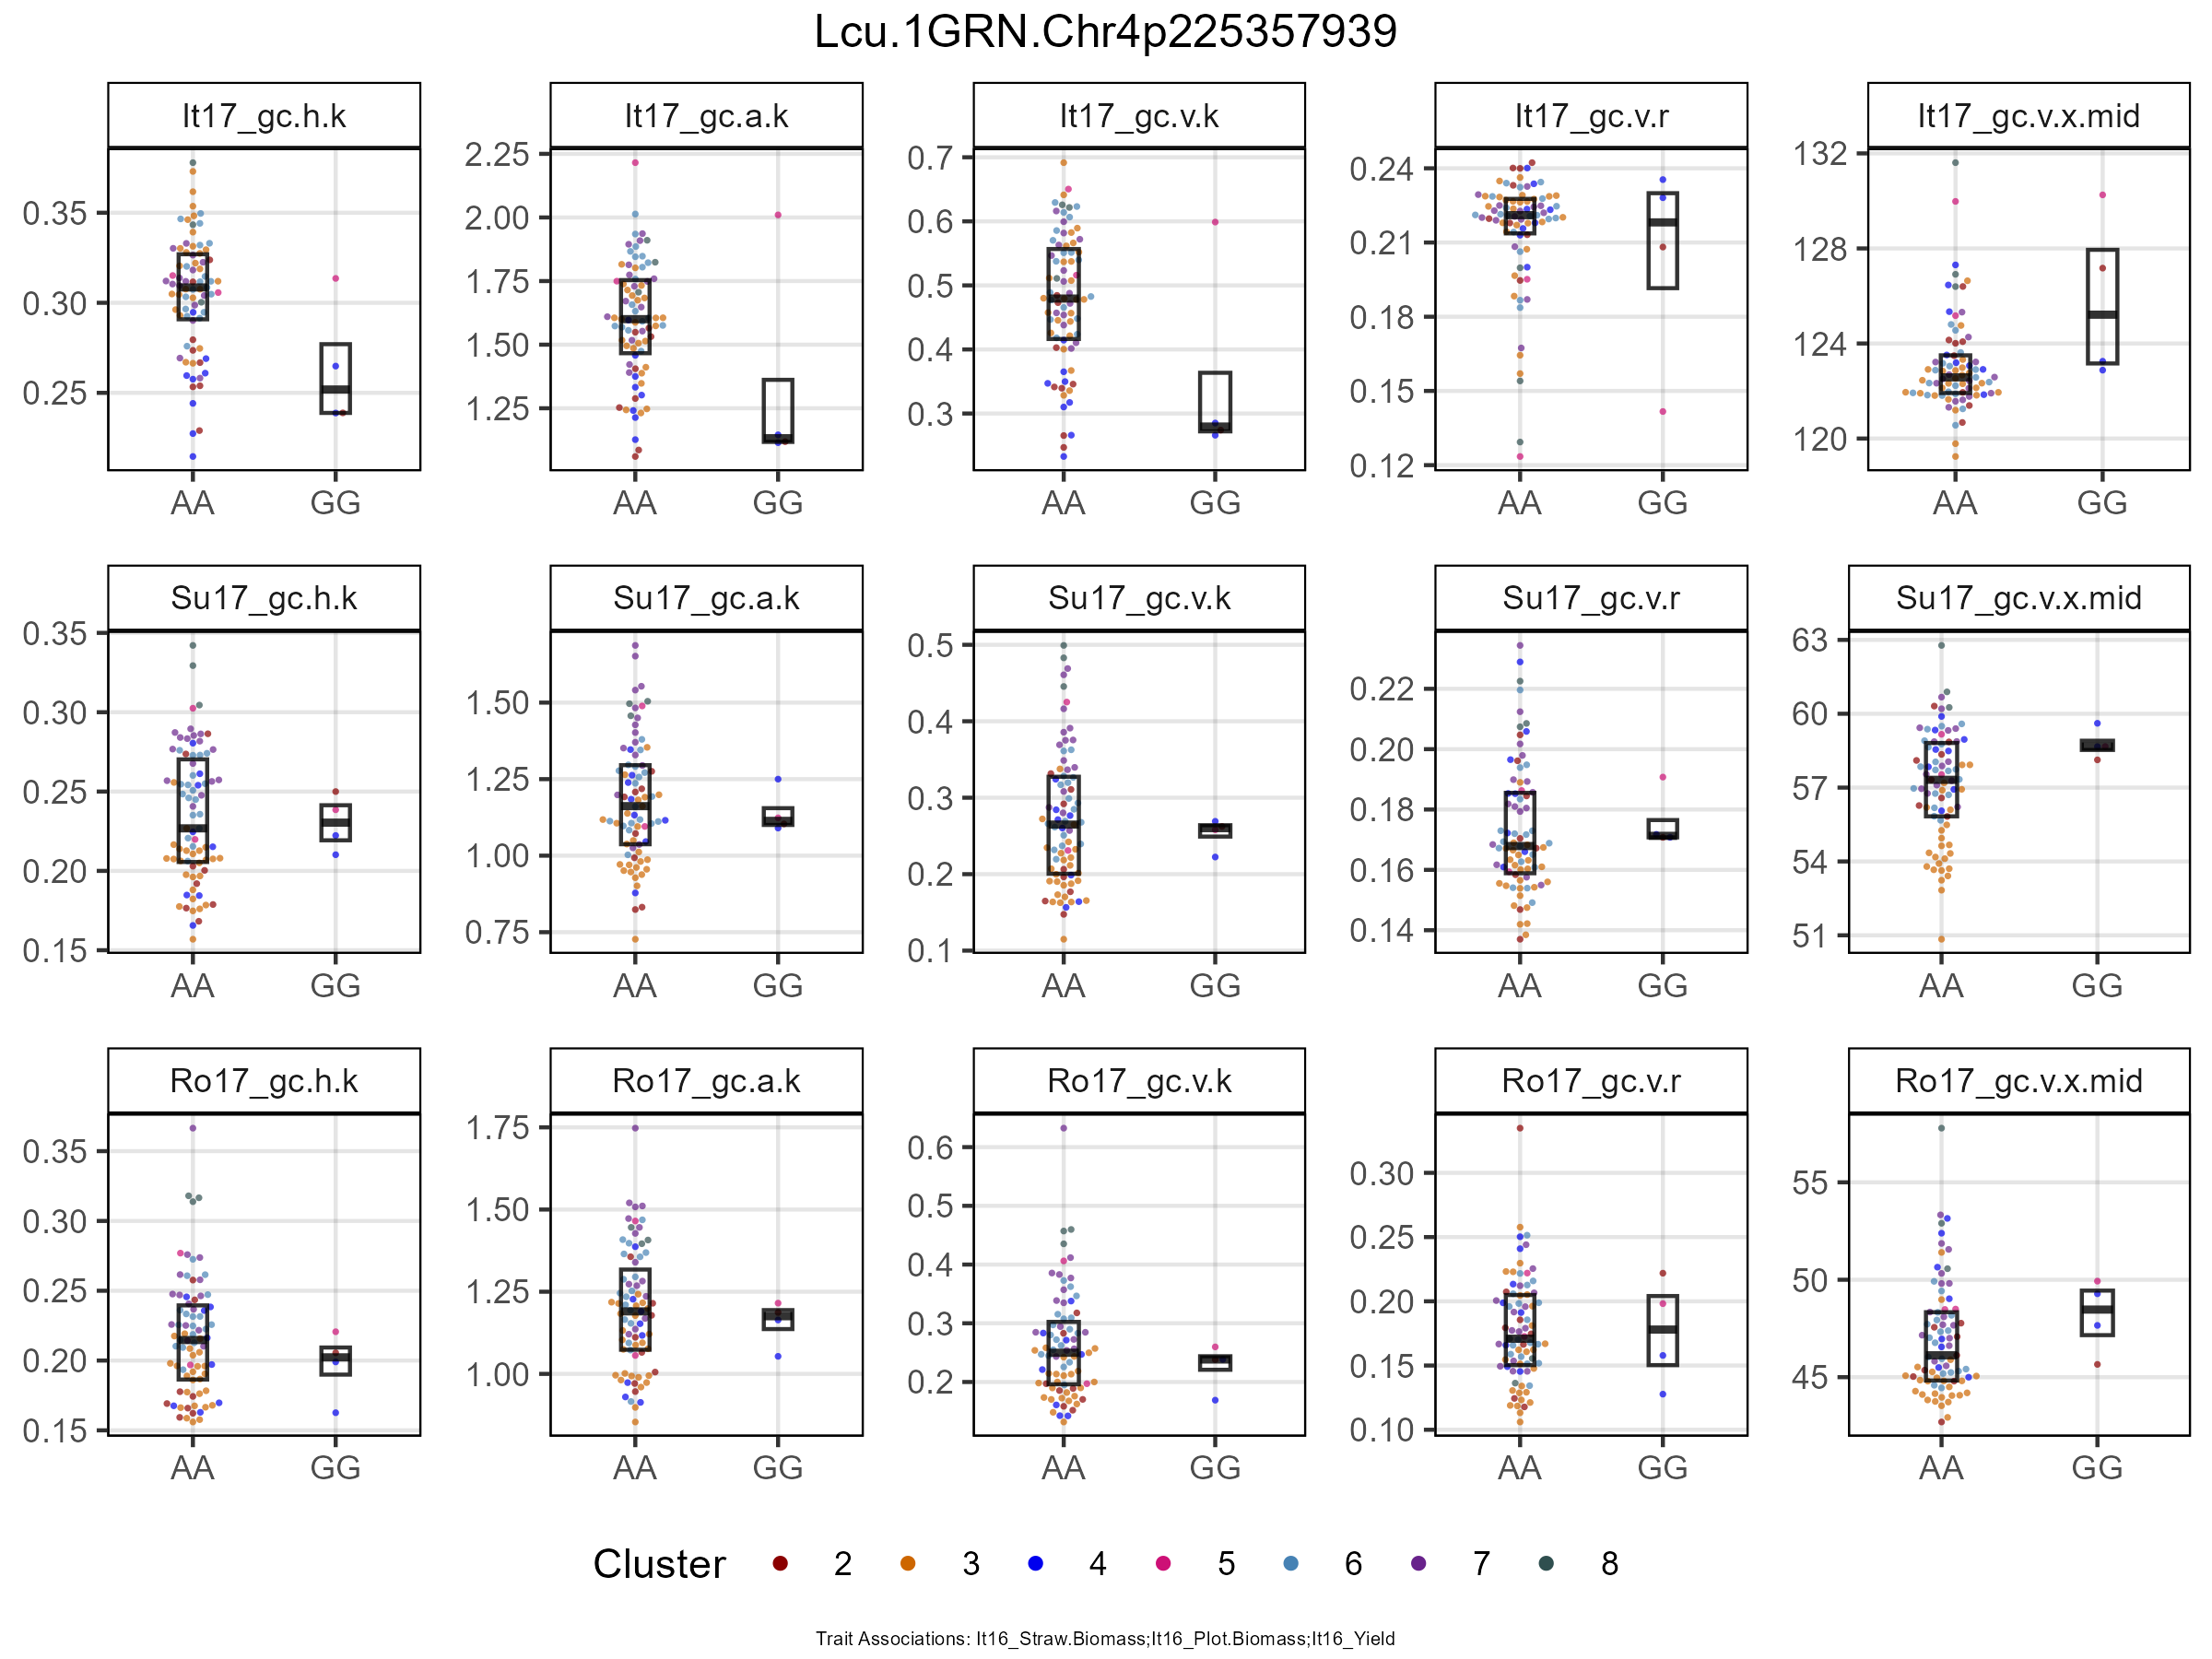 Lcu.1GRN.Chr4p225357939
It17_gc.h.k It17_gc.a.k It17_gc.v.k It17_gc.v.r It17_gc.v.x.mid
0.35 0.30 0.25
2.25 2.00 1.75 1.50 1.25
0.7 0.6 0.5 0.4 0.3
0.24 0.21 0.18 0.15 0.12
132 128 124 120
AA GG AA GG AA GG AA GG AA GG
Su17_gc.h.k Su17_gc.a.k Su17_gc.v.k Su17_gc.v.r Su17_gc.v.x.mid
0.35 0.30 0.25 0.20 0.15
1.50 1.25 1.00 0.75
0.5 0.4 0.3 0.2 0.1
0.22 0.20 0.18 0.16 0.14
63 60 57 54 51
AA GG AA GG AA GG AA GG AA GG
Ro17_gc.h.k Ro17_gc.a.k Ro17_gc.v.k Ro17_gc.v.r Ro17_gc.v.x.mid
0.35 0.30 0.25 0.20 0.15
1.75 1.50 1.25 1.00
0.6 0.5 0.4 0.3 0.2
0.30 0.25 0.20 0.15 0.10
55 50 45
AA GG AA GG AA GG AA GG AA GG
Cluster 2 3 4 5 6 7 8
Trait Associations: It16_Straw.Biomass;It16_Plot.Biomass;It16_Yield